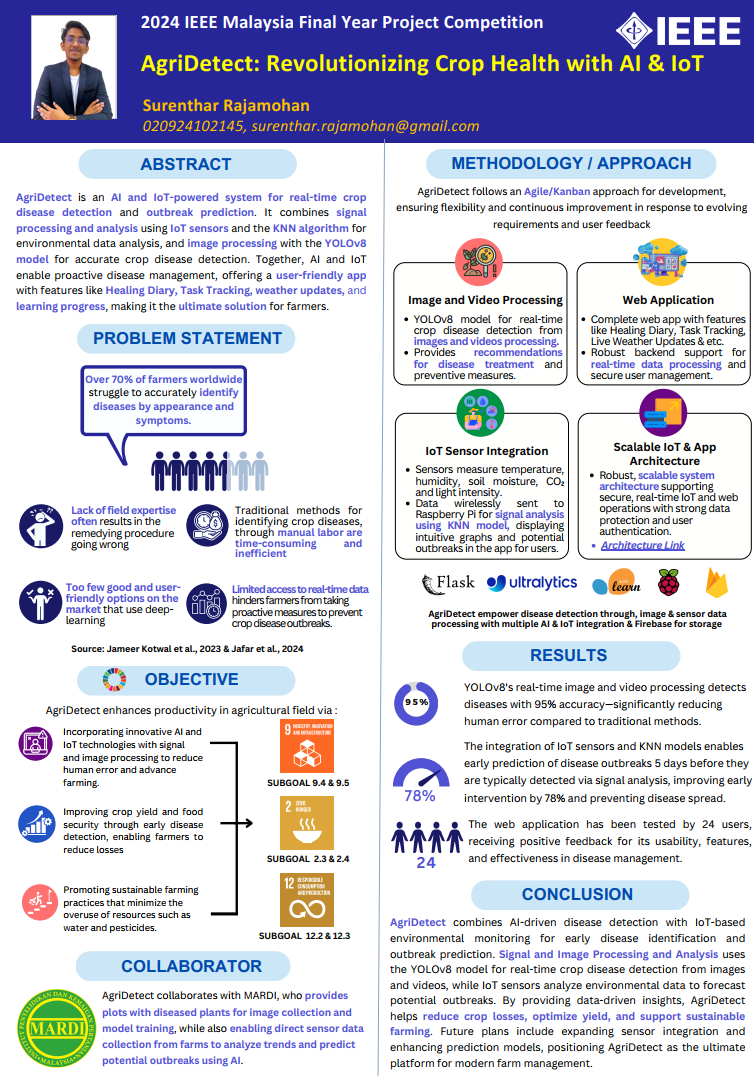 2024 IEEE Malaysia Final Year Project Competition
IEEE
AgriDetect: Revolutionizing Crop Health with AI & IoT
Surenthar Rajamohan
020924102145, surenthar.rajamohan@gmail.com
ABSTRACT
AgriDetect is an AI and IoT-powered system for real-time crop
disease detection and outbreak prediction. It combines signal
processing and analysis using IoT sensors and the KNN algorithm for
environmental data analysis, and image processing with the YOLOv8
model for accurate crop disease detection. Together, AI and IoT
enable proactive disease management, offering a user-friendly app
with features like Healing Diary, Task Tracking, weather updates, and
learning progress, making it the ultimate solution for farmers.
PROBLEM STATEMENT
Over 70% of farmers worldwide
struggle to accurately identify
diseases by appearance and
symptoms.
Lack of field expertise
often results in the
remedying procedure
going wrong
Traditional methods for
identifying crop diseases,
through manual labor are
time-consuming and
inefficient
Too few good and user-
friendly options on the
market that use deep-
learning
Limited access to real-time data
hinders farmers from taking
proactive measures to prevent
crop disease outbreaks.
Source: Jameer Kotwal et al., 2023 & Jafar et al., 2024
OBJECTIVE
AgriDetect enhances productivity in agricultural field via :
Incorporating innovative AI and
IoT technologies with signal
and image processing to reduce
human error and advance
farming.
9 INDUSTRY, INNOVATION
AND INFRASTRUCTURE
SUBGOAL 9.4 & 9.5
Improving crop yield and food
security through early disease
detection, enabling farmers to
reduce losses
2 ZERO
HUNGER
SUBGOAL 2.3 & 2.4
Promoting sustainable farming
practices that minimize the
overuse of resources such as
water and pesticides.
12 RESPONSIBLE
CONSUMPTION
AND PRODUCTION
SUBGOAL 12.2 & 12.3
COLLABORATOR
MARDI
AgriDetect collaborates with MARDI, who provides
plots with diseased plants for image collection and
model training, while also enabling direct sensor data
collection from farms to analyze trends and predict
potential outbreaks using AI.
METHODOLOGY / APPROACH
AgriDetect follows an Agile/Kanban approach for development,
ensuring flexibility and continuous improvement in response to evolving
requirements and user feedback
Image and Video Processing
• YOLOv8 model for real-time
crop disease detection from
images and videos processing.
• Provides recommendations
for disease treatment and
preventive measures.
Web Application
• Complete web app with features
like Healing Diary, Task Tracking,
Live Weather Updates & etc.
• Robust backend support for
real-time data processing and
secure user management.
IoT Sensor Integration
• Sensors measure temperature,
humidity, soil moisture, CO₂
and light intensity.
• Data wirelessly sent to
Raspberry Pi for signal analysis
using KNN model, displaying
intuitive graphs and potential
outbreaks in the app for users.
Scalable IoT & App
Architecture
• Robust, scalable system
architecture supporting
secure, real-time IoT and web
operations with strong data
protection and user
authentication.
• Architecture Link
Flask
ultralytics
learn
AgriDetect empower disease detection through, image & sensor data
processing with multiple AI & IoT integration & Firebase for storage
RESULTS
95%
YOLOv8's real-time image and video processing detects
diseases with 95% accuracy—significantly reducing
human error compared to traditional methods.
78%
The integration of IoT sensors and KNN models enables
early prediction of disease outbreaks 5 days before they
are typically detected via signal analysis, improving early
intervention by 78% and preventing disease spread.
24
The web application has been tested by 24 users,
receiving positive feedback for its usability, features,
and effectiveness in disease management.
CONCLUSION
AgriDetect combines AI-driven disease detection with IoT-based
environmental monitoring for early disease identification and
outbreak prediction. Signal and Image Processing and Analysis uses
the YOLOv8 model for real-time crop disease detection from images
and videos, while IoT sensors analyze environmental data to forecast
potential outbreaks. By providing data-driven insights, AgriDetect
helps reduce crop losses, optimize yield, and support sustainable
farming. Future plans include expanding sensor integration and
enhancing prediction models, positioning AgriDetect as the ultimate
platform for modern farm management.